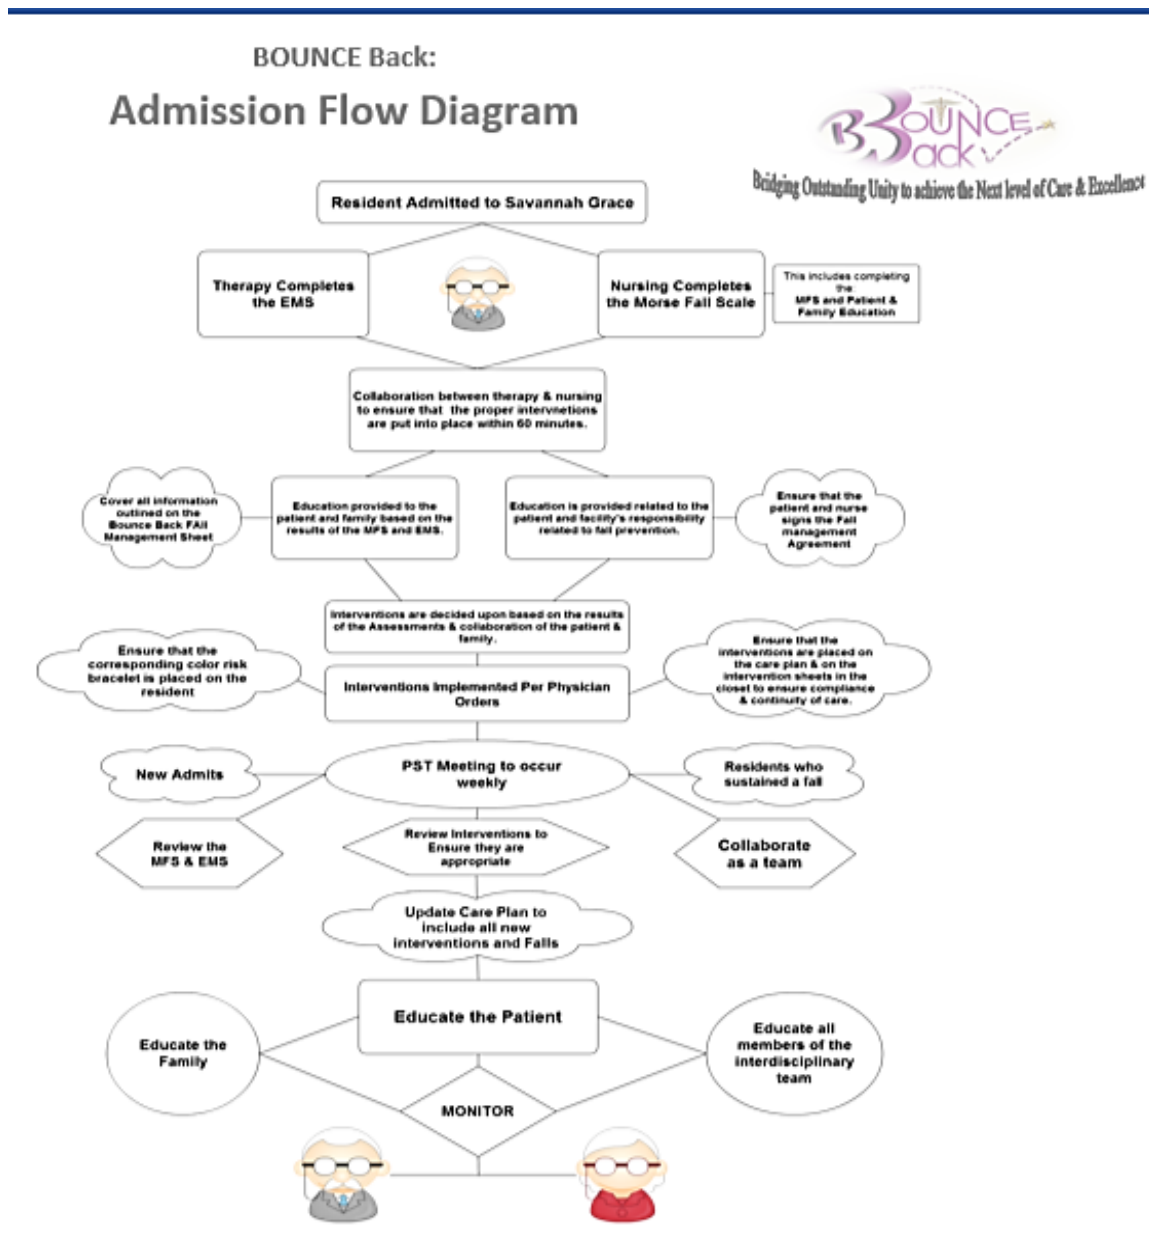 BOUNCE Back:
Admission Flow Diagram
BOUNCE
Back
Bridging Outstanding Unity to achieve the Next level of Care & Excellence
Resident Admitted to Savannah Grace
Therapy Completes
the EMS
Nursing Completes
the Morse Fall Scale
This includes completing
the:
MFS and Patient &
Family Education
Collaboration between therapy & nursing
to ensure that the proper intervnetions
are put into place within 60 minutes.
Cover all information
outlined on the
Bounce Back FAll
Management Sheet
Education provided to the
patient and family based on the
results of the MFS and EMS.
Education is provided related to the
patient and facility's responsibility
related to fall prevention.
Ensure that the
patient and nurse
signs the Fall
management
Agreement
Interventions are decided upon based on the results
of the Assessments & collaboration of the patient &
family.
Ensure that the
corresponding color risk
bracelet is placed on the
resident
Interventions Implemented Per Physician
Orders
Ensure that the
interventions are placed on
the care plan & on the
intervention sheets in the
closet to ensure compliance
& continuity of care.
New Admits
PST Meeting to occur
weekly
Residents who
sustained a fall
Review the
MFS & EMS
Review Interventions to
Ensure they are
appropriate
Collaborate
as a team
Update Care Plan to
include all new
interventions and Falls
Educate the Patient
Educate the
Family
Educate all
members of the
interdisciplinary
team
MONITOR